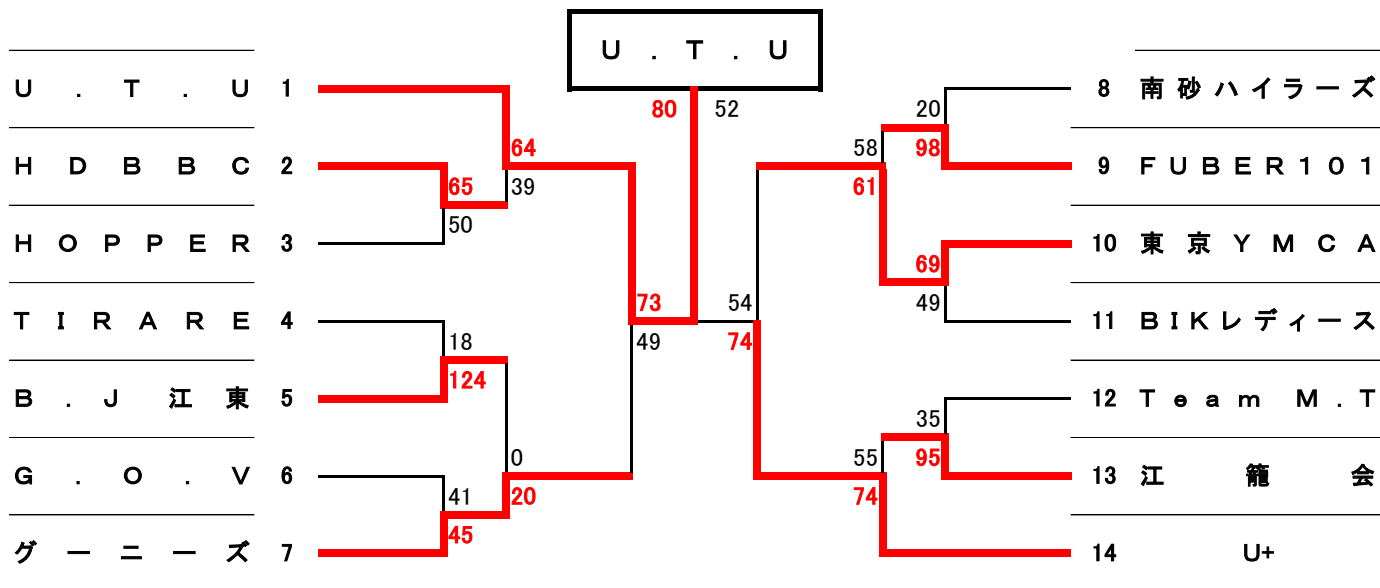 U . T . U
80 52
U . T . U 1
64
H D B B C 2
65 39
50
H O P P E R 3
73
T I R A R E 4
49
18
124
B . J 江 東 5
0
G . O . V 6
41 20
45
グ ー ニ ー ズ 7
8 南 砂 ハ イ ラ ー ズ
20
58 98
9 F U B E R 1 0 1
61
10 東 京 Y M C A
69
54 49
11 B I K レ デ ィ ー ス
74
12 T e a m M . T
35
55 95
13 江 籠 会
74
14 U+